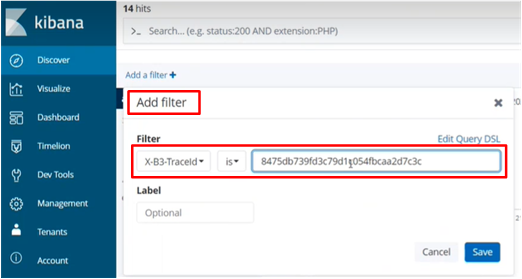 kibana
Discover
Visualize
Dashboard
Timelion
Dev Tools
Management
Tenants
Account
14 hits
>_ Search... (e.g. status:200 AND extension:PHP)
Add a filter +
Add filter
Filter
Edit Query DSL
X-B3-TraceId
is
8475db739fd3c79d1c054fbcaa2d7c3c
Label
Optional
Cancel
Save